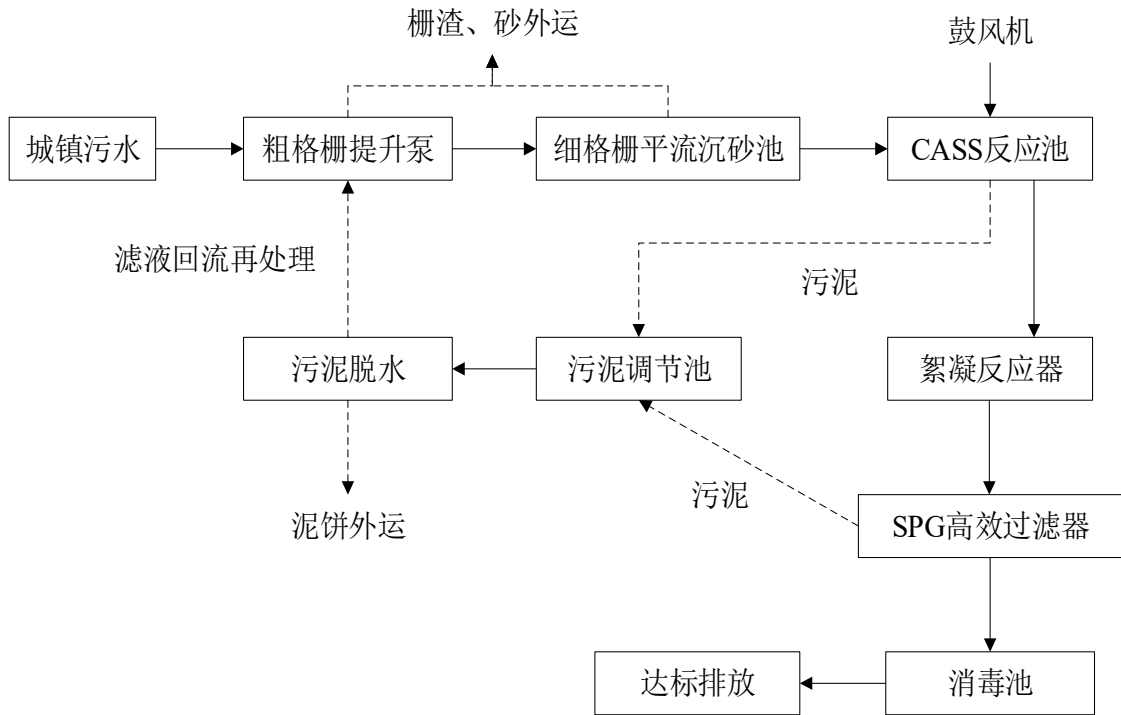 栅渣、砂外运
鼓风机
城镇污水
粗格栅提升泵
细格栅平流沉砂池
CASS反应池
滤液回流再处理
污泥
污泥脱水
污泥调节池
絮凝反应器
污泥
泥饼外运
SPG高效过滤器
达标排放
消毒池